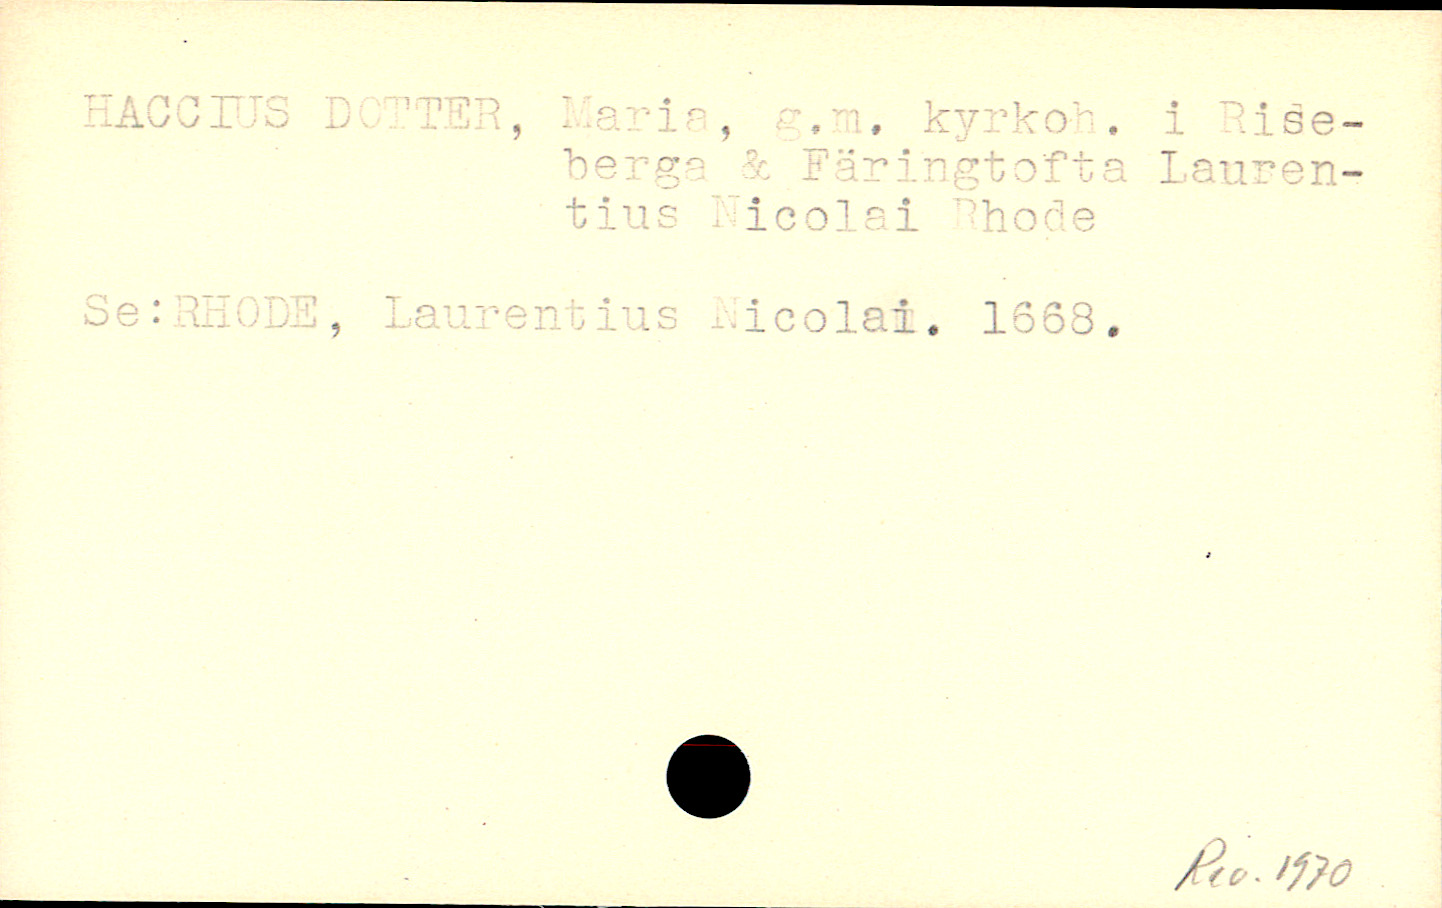 HACCIUS DOTTER, Maria, g.m. kyrkoh. i Rise-
berga & Färingtofta Lauren-
tius Nicolai Rhode
Se:RHODE, Laurentius Nicolai. 1668.
Rev. 1970